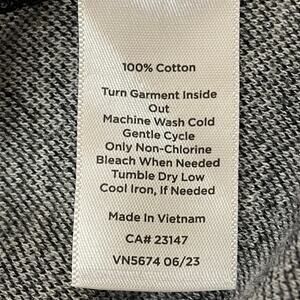 100% Cotton
Turn Garment Inside
Out
Machine Wash Cold
Gentle Cycle
Only Non-Chlorine
Bleach When Needed
Tumble Dry Low
Cool Iron, If Needed
Made In Vietnam
CA# 23147
VN5674 06/23